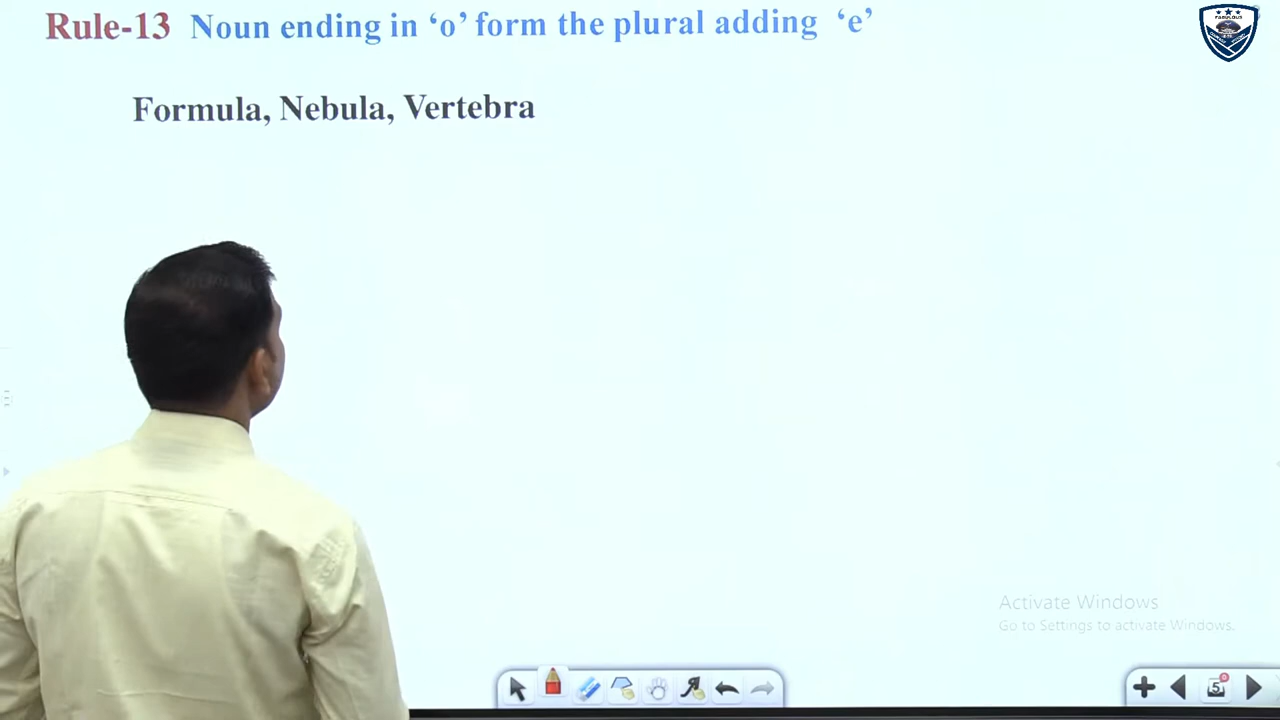 Rule-13 Noun ending in ‘o’ form the plural adding ‘e’
Formula, Nebula, Vertebra
Activate Windows
Go to Settings to activate Windows.
5